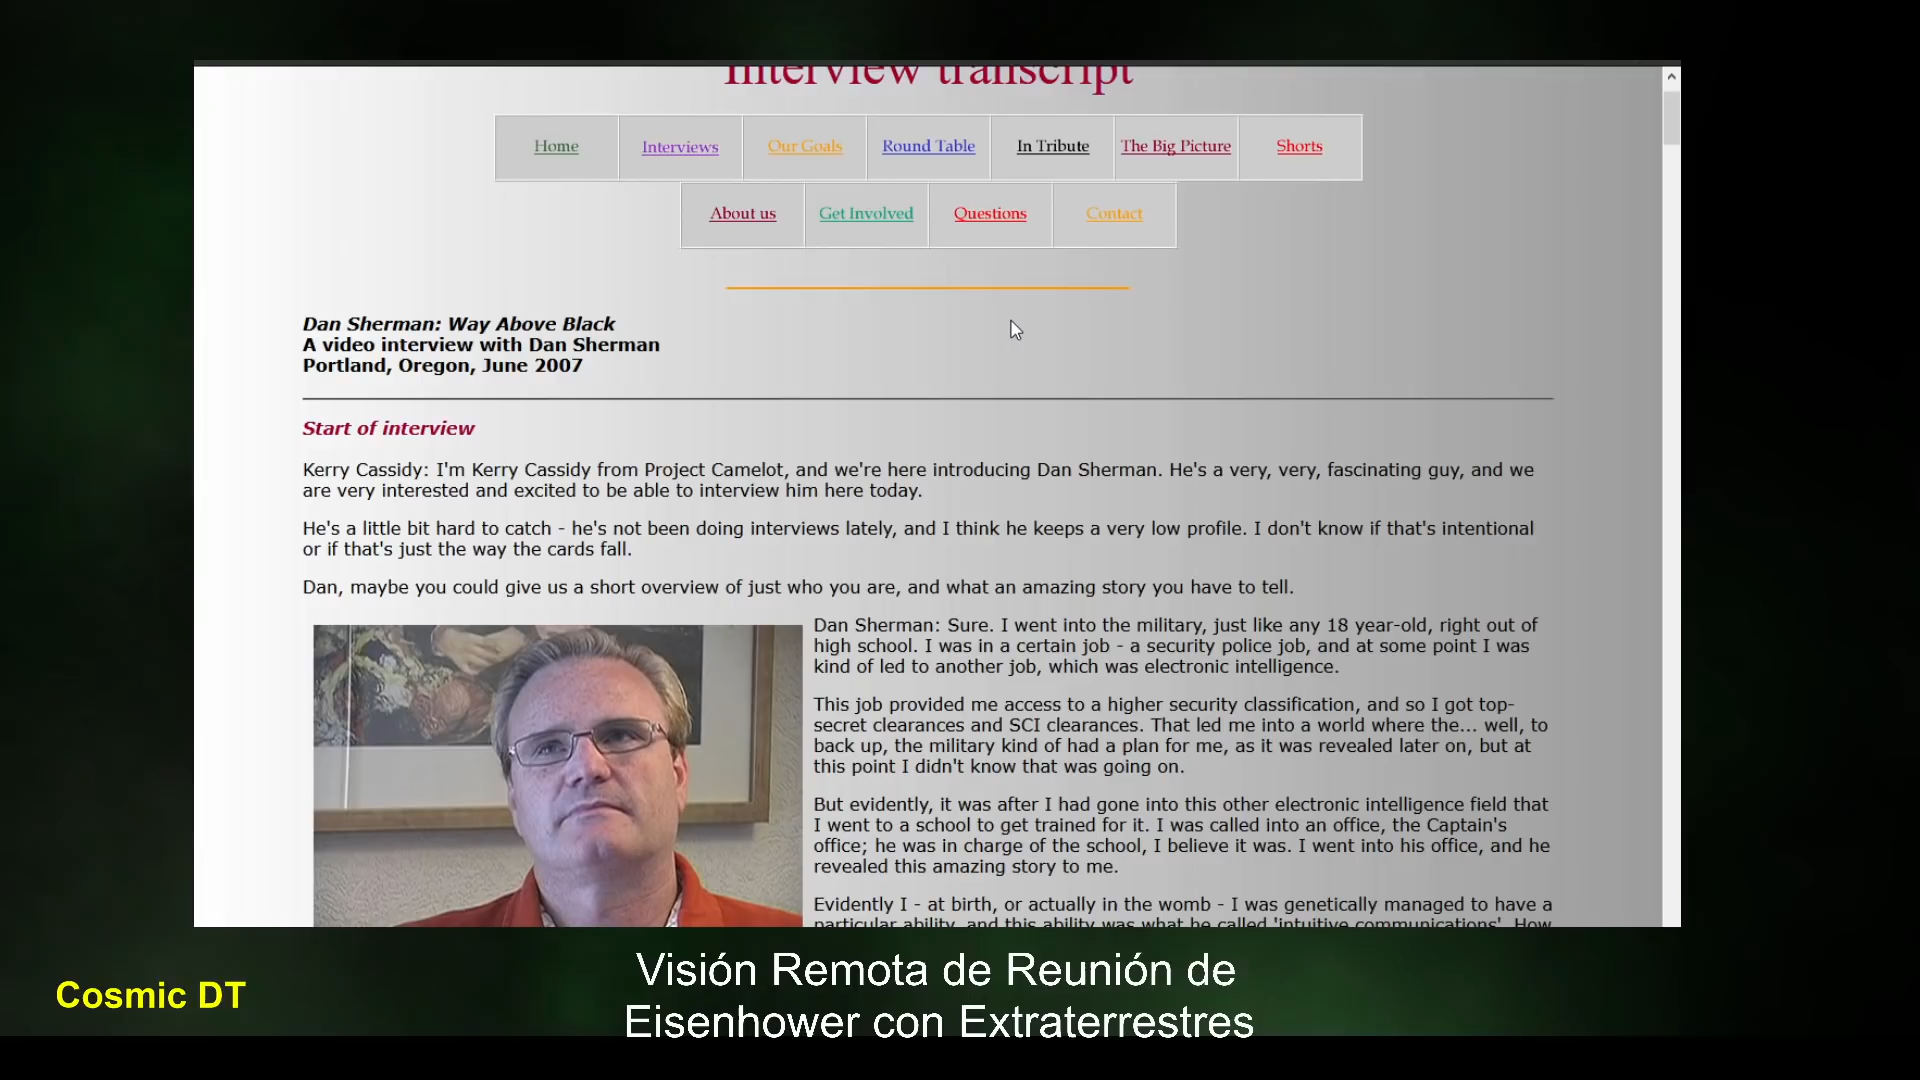 Interview transcript
Home Interviews Our Goals Round Table In Tribute The Big Picture Shorts
About us Get Involved Questions Contact
Dan Sherman: Way Above Black
A video interview with Dan Sherman
Portland, Oregon, June 2007
Start of interview
Kerry Cassidy: I'm Kerry Cassidy from Project Camelot, and we're here introducing Dan Sherman. He's a very, very, fascinating guy, and we
are very interested and excited to be able to interview him here today.
He's a little bit hard to catch - he's not been doing interviews lately, and I think he keeps a very low profile. I don't know if that's intentional
or if that's just the way the cards fall.
Dan, maybe you could give us a short overview of just who you are, and what an amazing story you have to tell.
Dan Sherman: Sure. I went into the military, just like any 18 year-old, right out of
high school. I was in a certain job - a security police job, and at some point I was
kind of led to another job, which was electronic intelligence.
This job provided me access to a higher security classification, and so I got top-
secret clearances and SCI clearances. That led me into a world where the... well, to
back up, the military kind of had a plan for me, as it was revealed later on, but at
this point I didn't know that was going on.
But evidently, it was after I had gone into this other electronic intelligence field that
I went to a school to get trained for it. I was called into an office, the Captain's
office; he was in charge of the school, I believe it was. I went into his office, and he
revealed this amazing story to me.
Evidently I - at birth, or actually in the womb - I was genetically managed to have a
particular ability, and this ability was what he called 'intuitive communications'. How
Cosmic DT
Visión Remota de Reunión de
Eisenhower con Extraterrestres